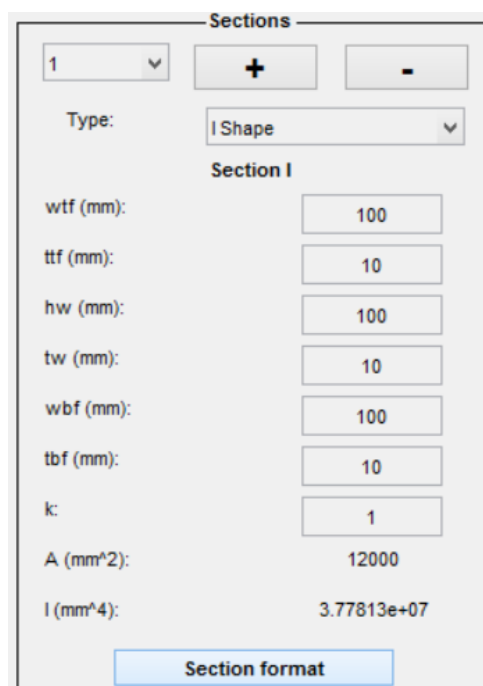 Sections
1 + -
Type: I Shape
Section I
wtf (mm): 100
ttf (mm): 10
hw (mm): 100
tw (mm): 10
wbf (mm): 100
tbf (mm): 10
k: 1
A (mm^2): 12000
I (mm^4): 3.77813e+07
Section format